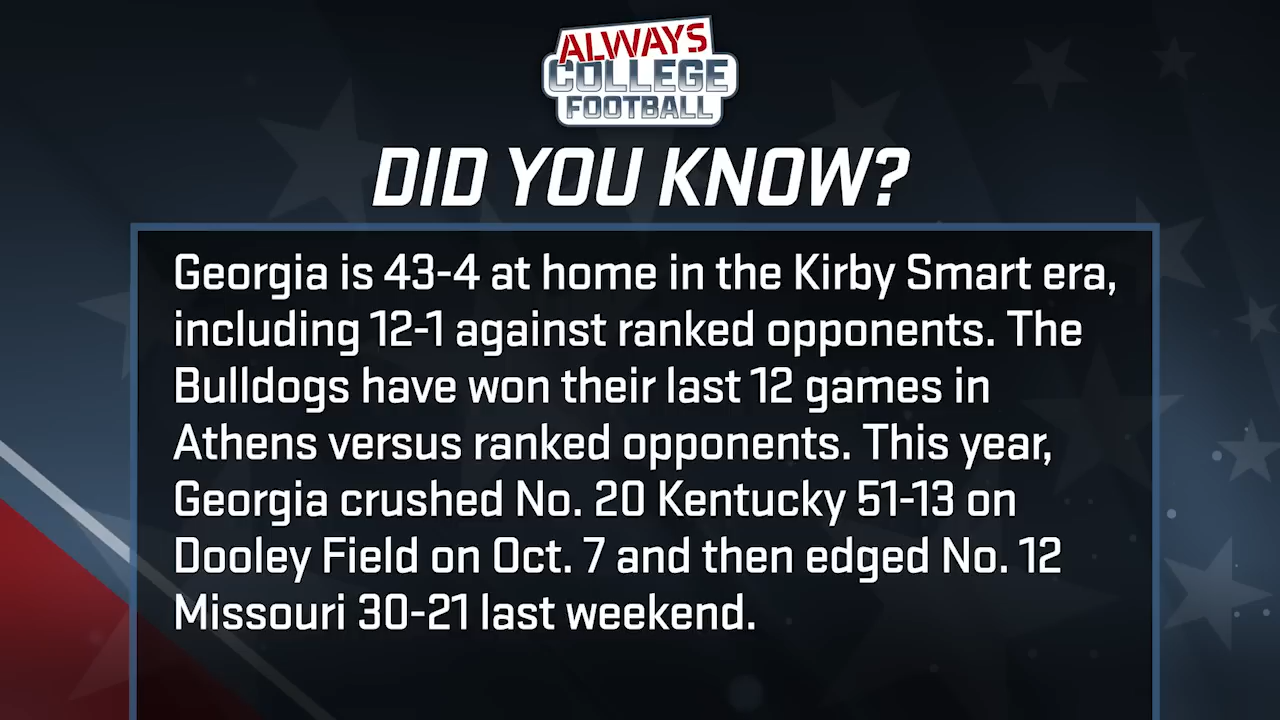 ALWAYS
COLLEGE
FOOTBALL
DID YOU KNOW?
Georgia is 43-4 at home in the Kirby Smart era,
including 12-1 against ranked opponents. The
Bulldogs have won their last 12 games in
Athens versus ranked opponents. This year,
Georgia crushed No. 20 Kentucky 51-13 on
Dooley Field on Oct. 7 and then edged No. 12
Missouri 30-21 last weekend.